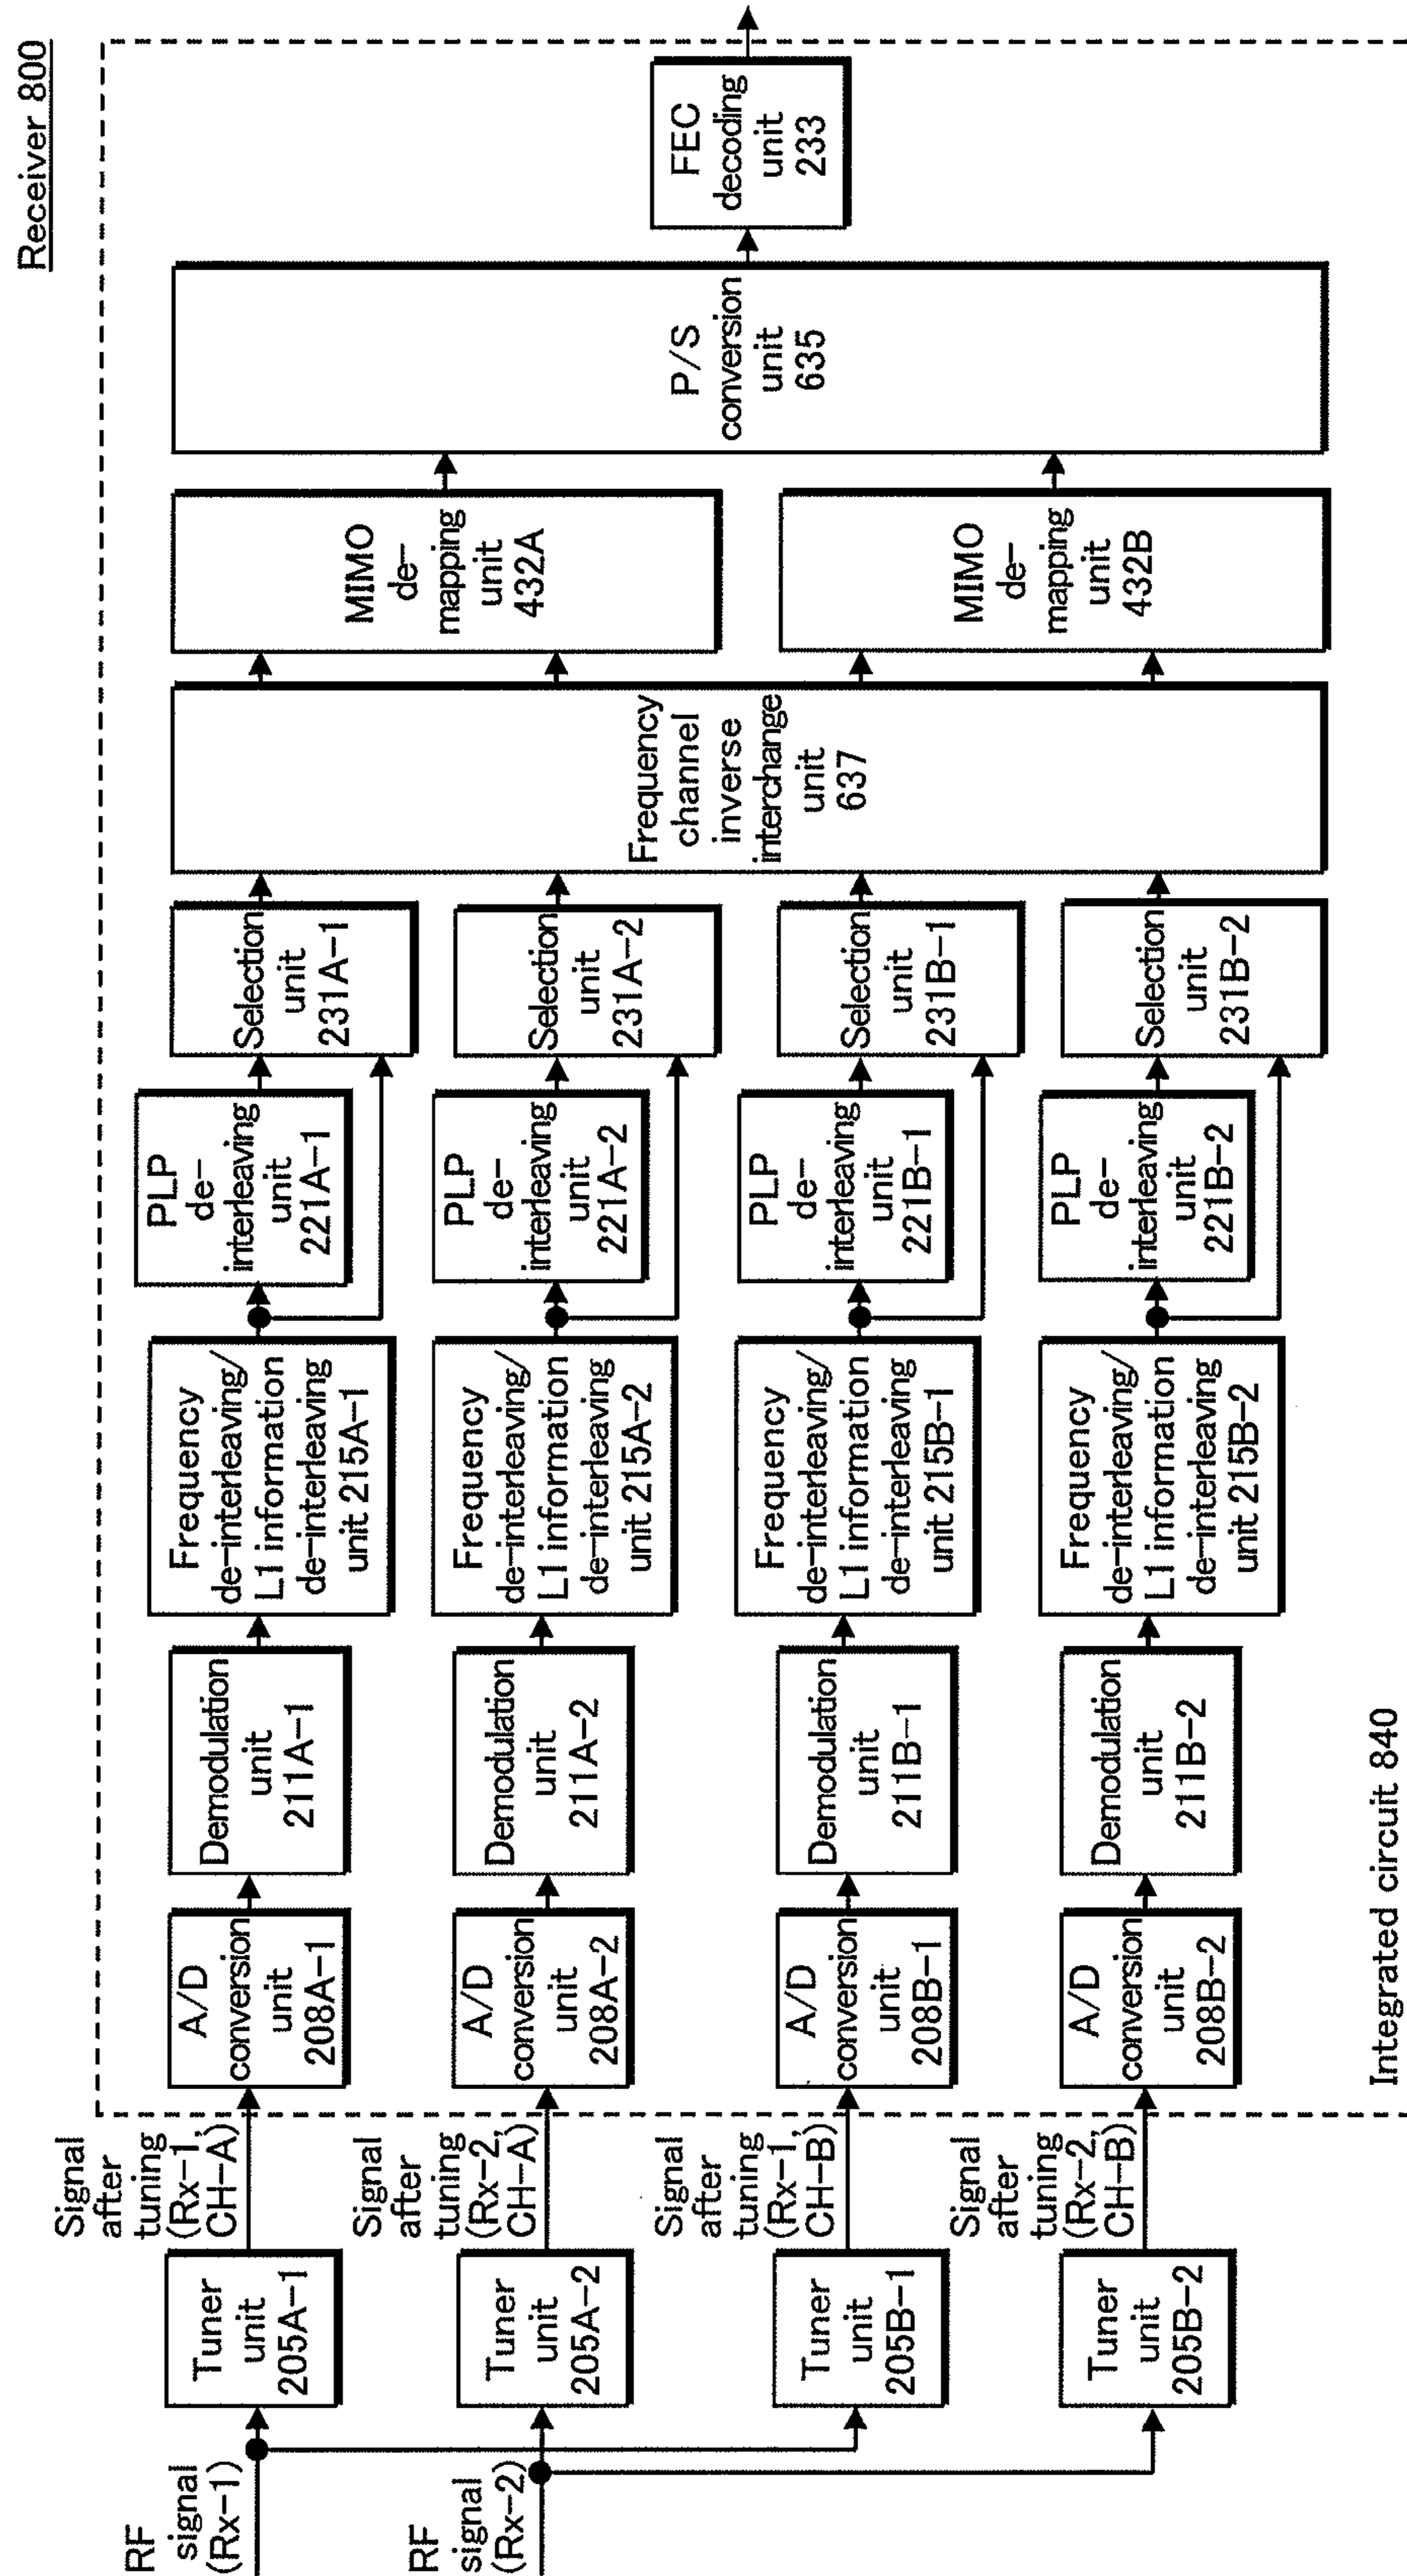 Receiver 800
RF
signal
(Rx-1)
RF
signal
(Rx-2)
Tuner
unit
205A-1
Tuner
unit
205A-2
Tuner
unit
205B-1
Tuner
unit
205B-2
Signal
after
tuning
(Rx-1,
CH-A)
Signal
after
tuning
(Rx-2,
CH-A)
Signal
after
tuning
(Rx-1,
CH-B)
Signal
after
tuning
(Rx-2,
CH-B)
A/D
conversion
unit
208A-1
A/D
conversion
unit
208A-2
A/D
conversion
unit
208B-1
A/D
conversion
unit
208B-2
Demodulation
unit
211A-1
Demodulation
unit
211A-2
Demodulation
unit
211B-1
Demodulation
unit
211B-2
Frequency
de-interleaving/
L1 information
de-interleaving
unit 215A-1
Frequency
de-interleaving/
L1 information
de-interleaving
unit 215A-2
Frequency
de-interleaving/
L1 information
de-interleaving
unit 215B-1
Frequency
de-interleaving/
L1 information
de-interleaving
unit 215B-2
PLP
de-
interleaving
unit
221A-1
PLP
de-
interleaving
unit
221A-2
PLP
de-
interleaving
unit
221B-1
PLP
de-
interleaving
unit
221B-2
Selection
unit
231A-1
Selection
unit
231A-2
Selection
unit
231B-1
Selection
unit
231B-2
Frequency
channel
inverse
interchange
unit
637
MIMO
de-
mapping
unit
432A
MIMO
de-
mapping
unit
432B
P/S
conversion
unit
635
FEC
decoding
unit
233
Integrated circuit 840